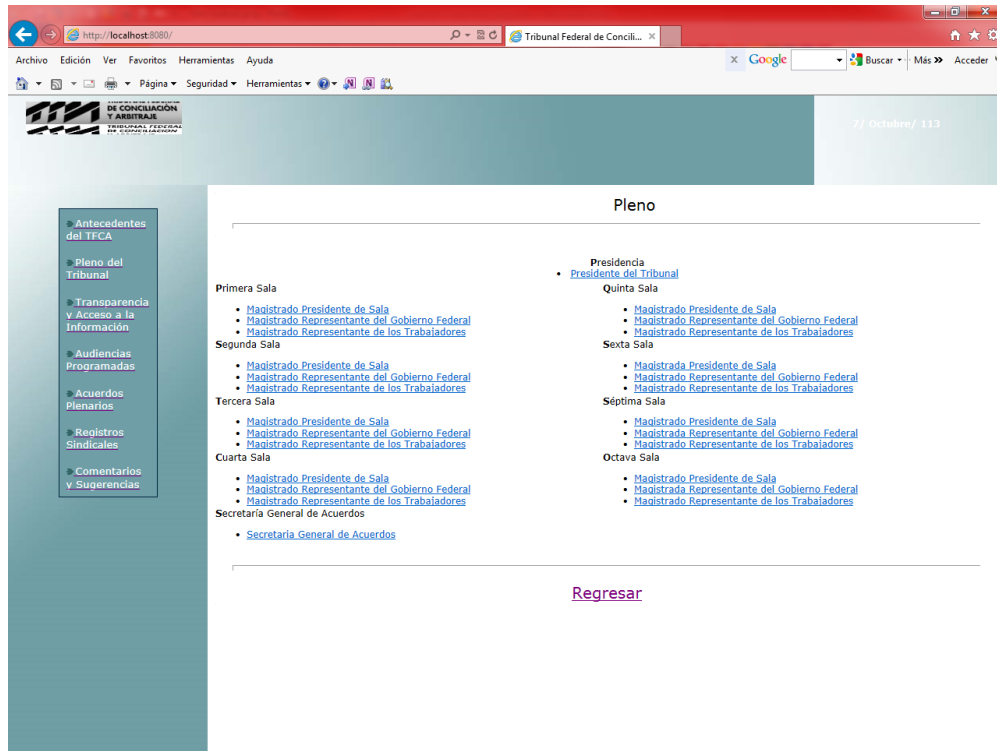 http://localhost:8080/
Tribunal Federal de Concili...
Archivo Edición Ver Favoritos Herramientas Ayuda
x Google Buscar Más » Acceder
Página Seguridad Herramientas
DE CONCILIACIÓN
Y ARBITRAJE
TRIBUNAL FEDERAL
DE CONCILIACIÓN
7/ Octubre/ 113
Antecedentes
del TFCA
Pleno del
Tribunal
Transparencia
y Acceso a la
Información
Audiencias
Programadas
Acuerdos
Plenarios
Registros
Sindicales
Comentarios
y Sugerencias
Pleno
Presidencia
Presidente del Tribunal
Primera Sala
Magistrado Presidente de Sala
Magistrado Representante del Gobierno Federal
Magistrado Representante de los Trabajadores
Segunda Sala
Magistrado Presidente de Sala
Magistrado Representante del Gobierno Federal
Magistrado Representante de los Trabajadores
Tercera Sala
Magistrado Presidente de Sala
Magistrado Representante del Gobierno Federal
Magistrado Representante de los Trabajadores
Cuarta Sala
Magistrado Presidente de Sala
Magistrado Representante del Gobierno Federal
Magistrado Representante de los Trabajadores
Secretaría General de Acuerdos
Secretaria General de Acuerdos
Quinta Sala
Magistrado Presidente de Sala
Magistrado Representante del Gobierno Federal
Magistrado Representante de los Trabajadores
Sexta Sala
Magistrada Presidenta de Sala
Magistrado Representante del Gobierno Federal
Magistrado Representante de los Trabajadores
Séptima Sala
Magistrada Presidenta de Sala
Magistrada Representante del Gobierno Federal
Magistrado Representante de los Trabajadores
Octava Sala
Magistrado Presidente de Sala
Magistrada Representante del Gobierno Federal
Magistrado Representante de los Trabajadores
Regresar